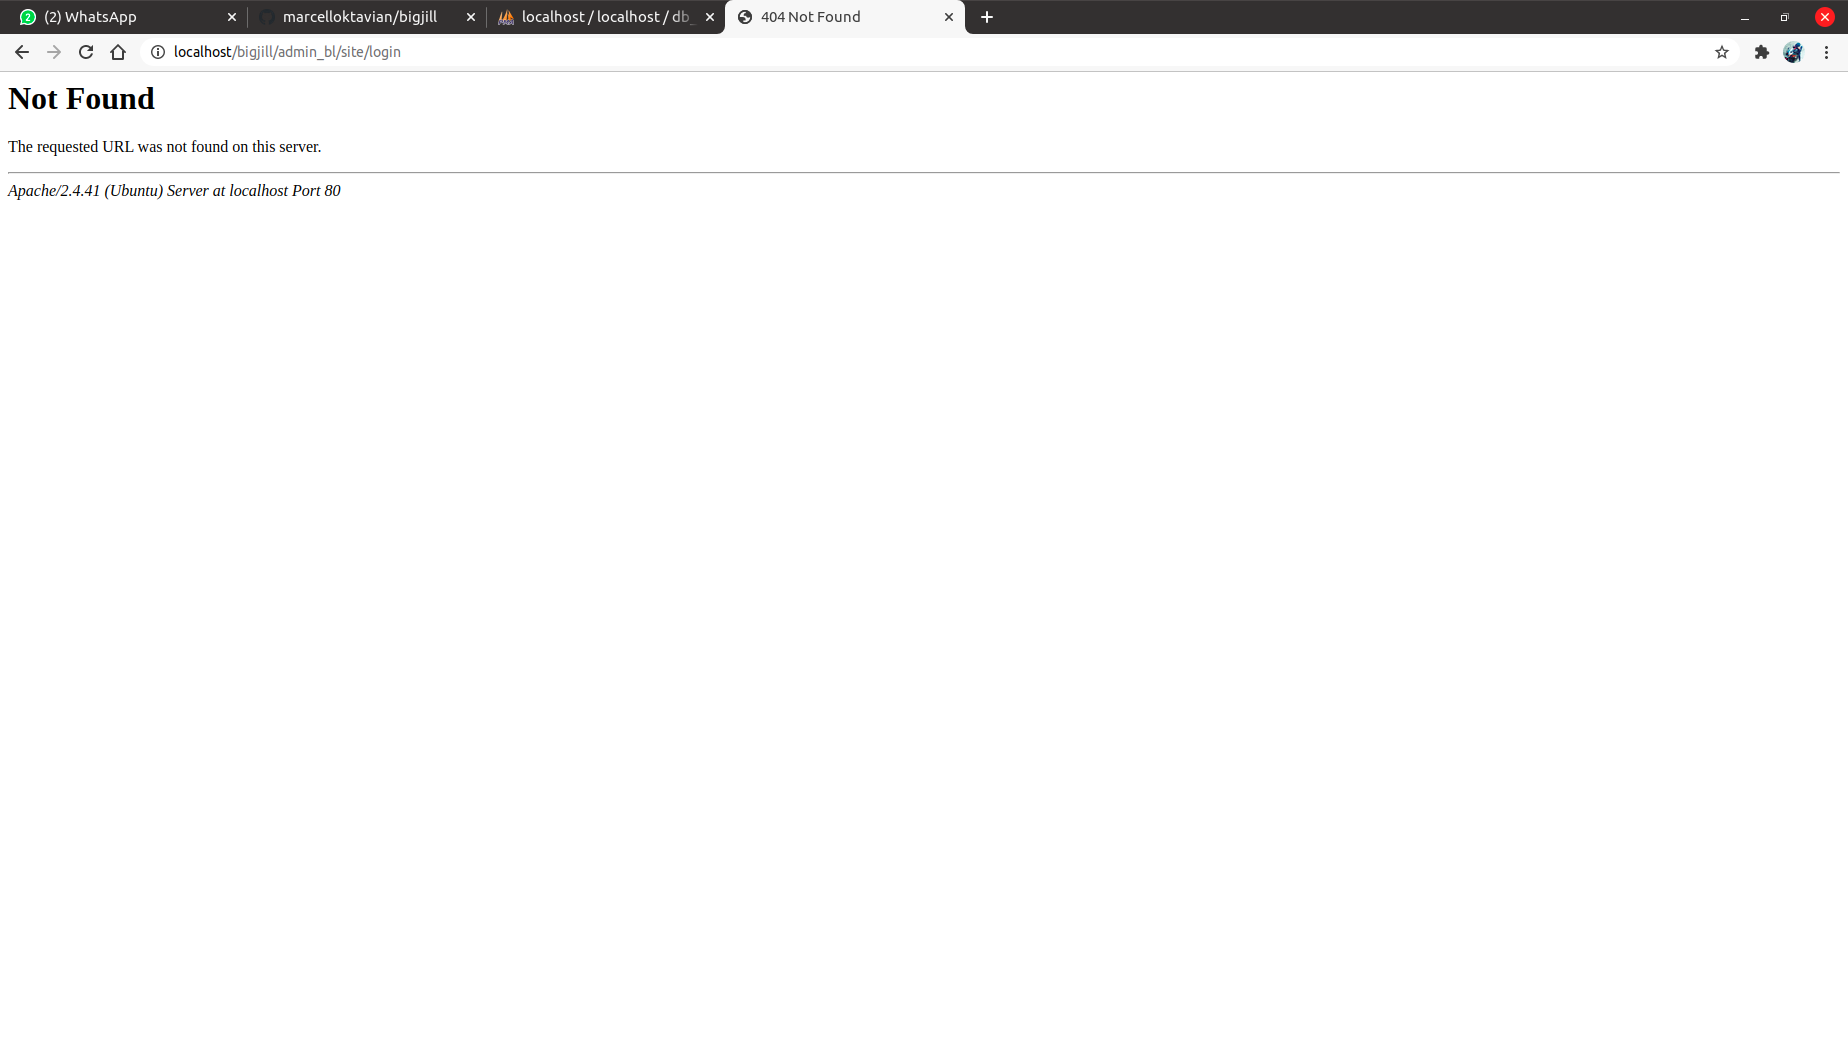 2 (2) WhatsApp
marcelloktavian/bigjill
localhost / localhost / db_
404 Not Found
localhost/bigjill/admin_bl/site/login
Not Found
The requested URL was not found on this server.
Apache/2.4.41 (Ubuntu) Server at localhost Port 80